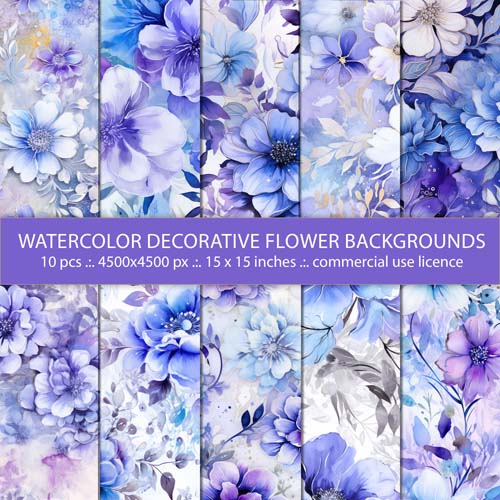 WATERCOLOR DECORATIVE FLOWER BACKGROUNDS
10 pcs .:. 4500x4500 px .:. 15 x 15 inches .:. commercial use licence